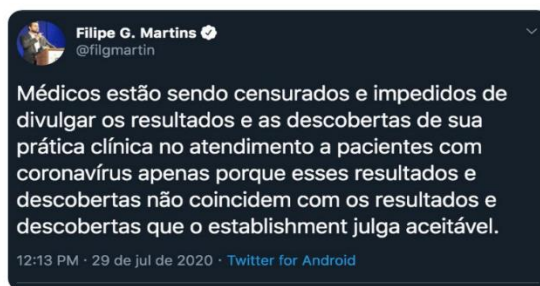 Filipe G. Martins
@filgmartin
Médicos estão sendo censurados e impedidos de
divulgar os resultados e as descobertas de sua
prática clínica no atendimento a pacientes com
coronavírus apenas porque esses resultados e
descobertas não coincidem com os resultados e
descobertas que o establishment julga aceitável.
12:13 PM · 29 de jul de 2020 · Twitter for Android